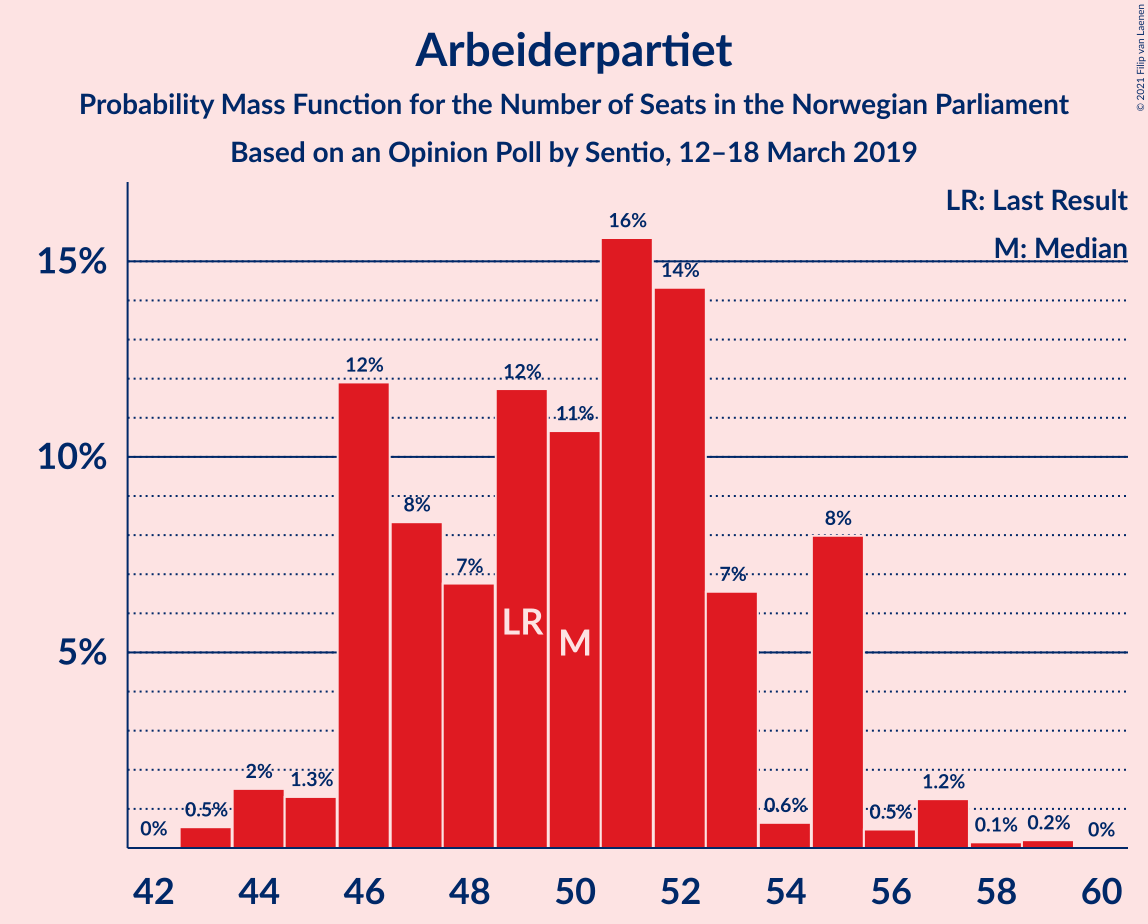 Arbeiderpartiet
Probability Mass Function for the Number of Seats in the Norwegian Parliament
Based on an Opinion Poll by Sentio, 12–18 March 2019
© 2021 Filip van Laenen
LR: Last Result
M: Median
15%
10%
5%
0%
0.5%
2%
1.3%
12%
8%
7%
12%
11%
16%
14%
7%
0.6%
8%
0.5%
1.2%
0.1%
0.2%
0%
LR
M
42 44 46 48 50 52 54 56 58 60